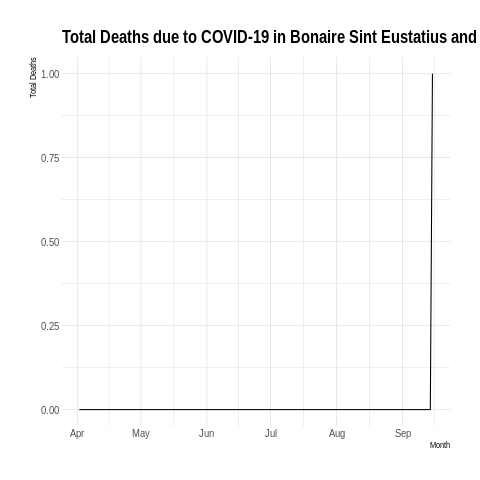 Total Deaths due to COVID-19 in Bonaire Sint Eustatius and
Total Deaths
1.00
0.75
0.50
0.25
0.00
Apr May Jun Jul Aug Sep
Month